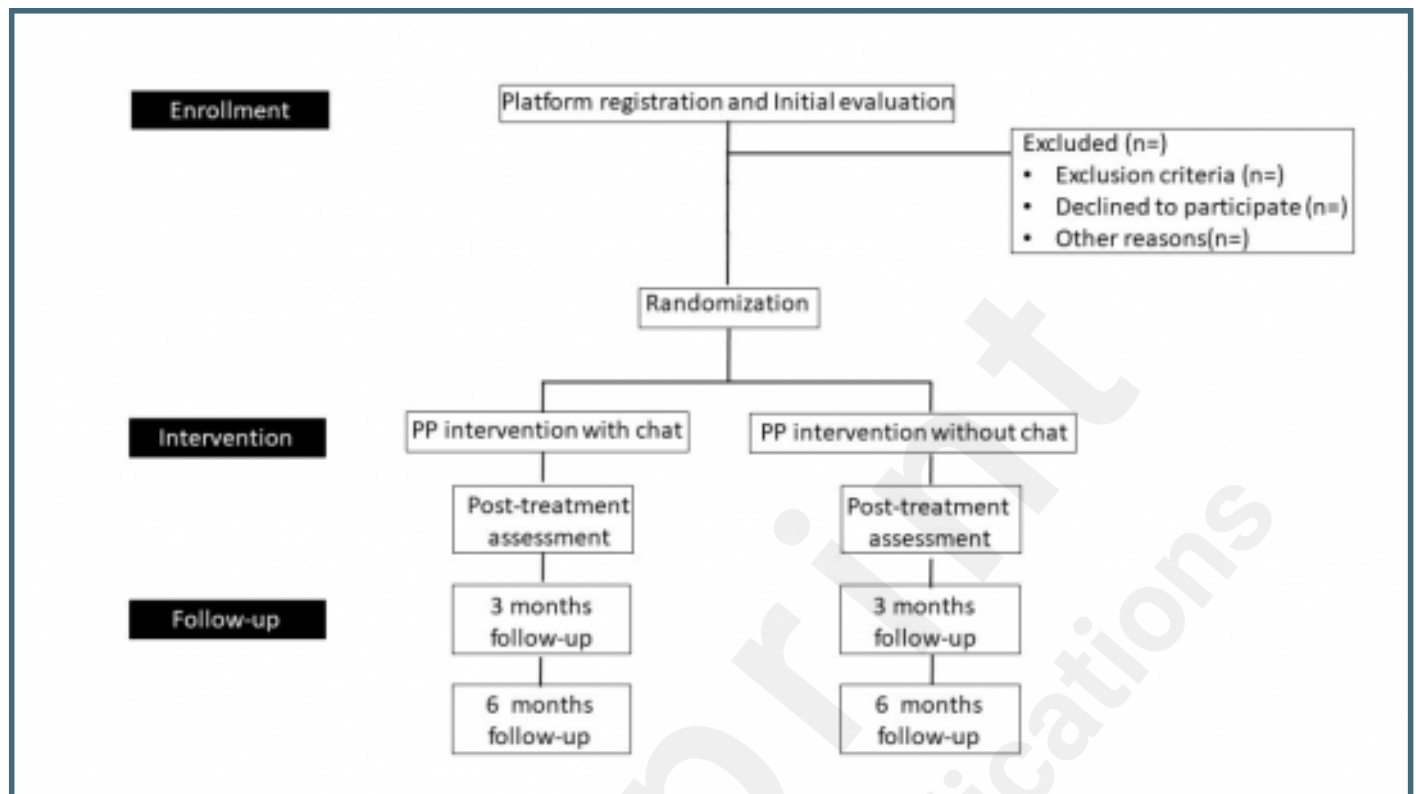 Enrollment
Platform registration and Initial evaluation
Excluded (n=)
• Exclusion criteria (n=)
• Declined to participate (n=)
• Other reasons(n=)
Randomization
Intervention
PP intervention with chat
PP intervention without chat
Post-treatment
assessment
Post-treatment
assessment
Follow-up
3 months
follow-up
3 months
follow-up
6 months
follow-up
6 months
follow-up
print
ications